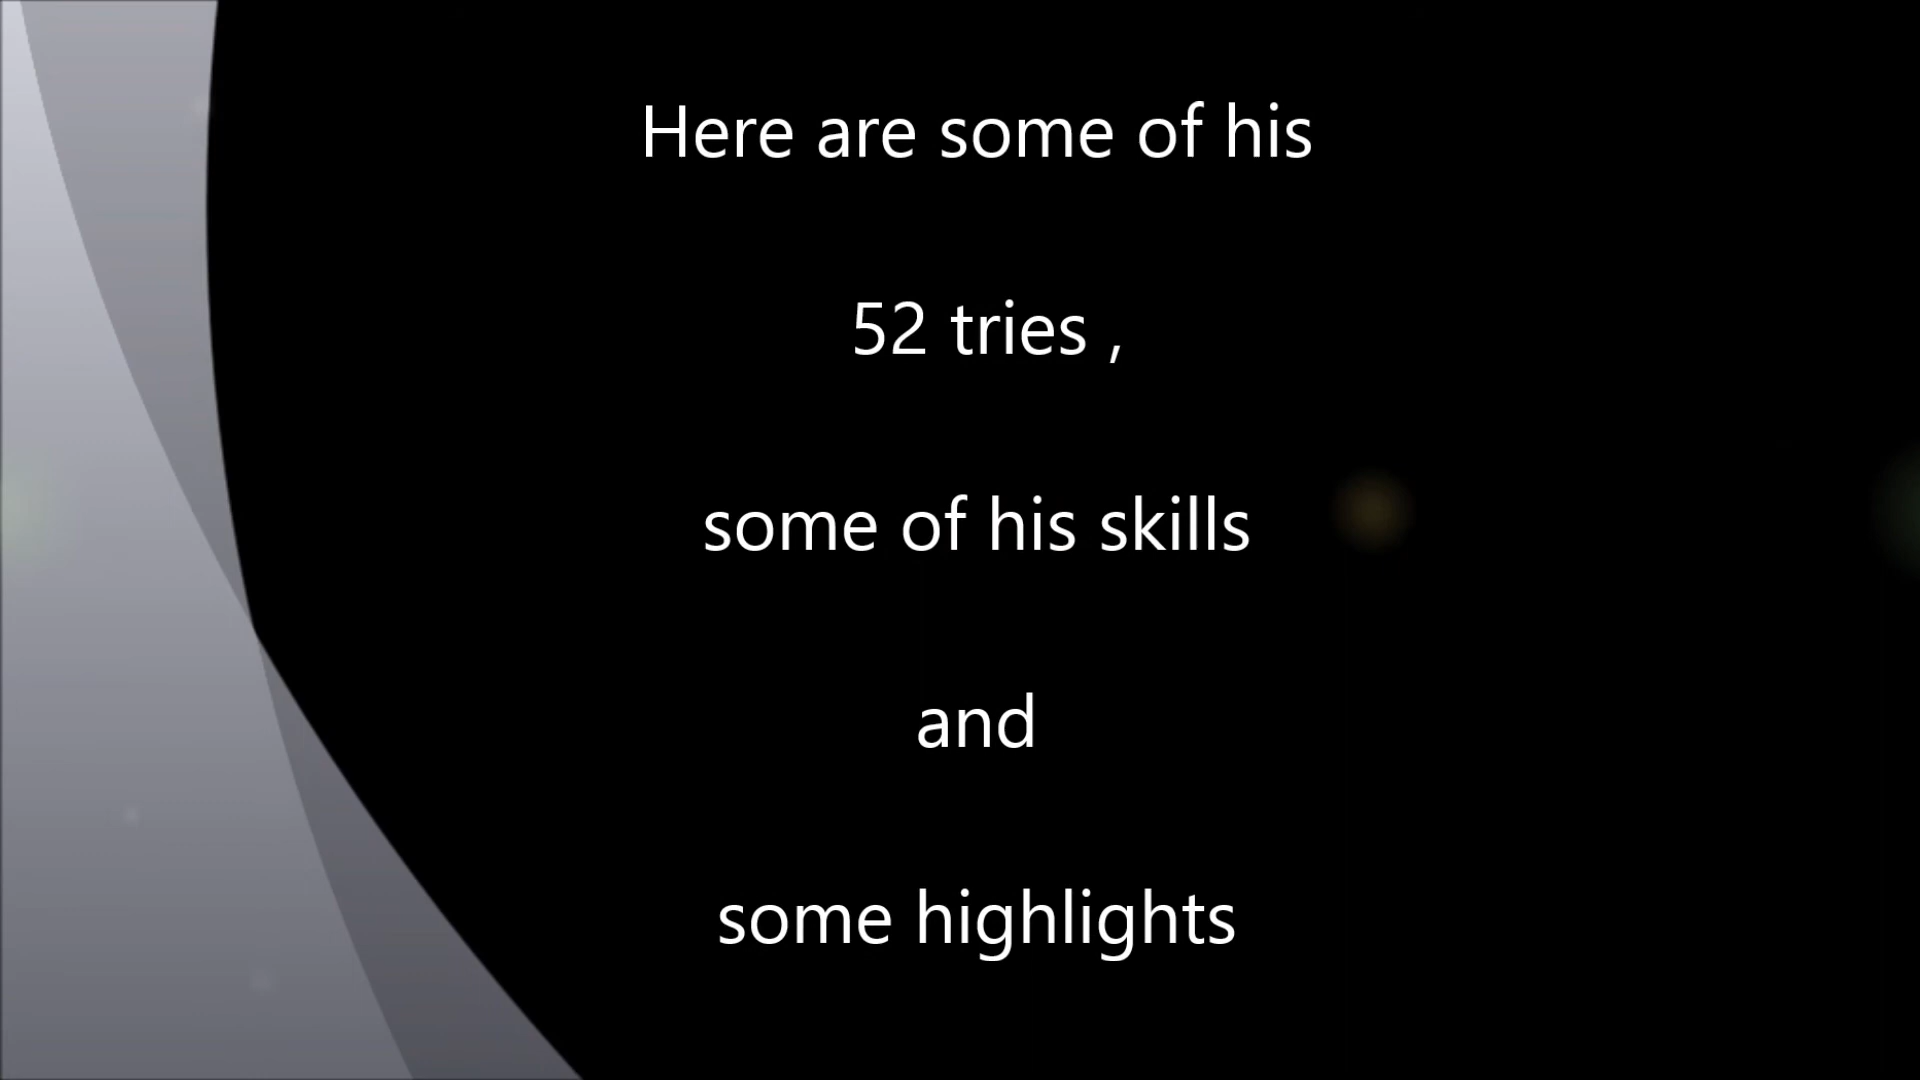 Here are some of his
52 tries ,
some of his skills
and
some highlights